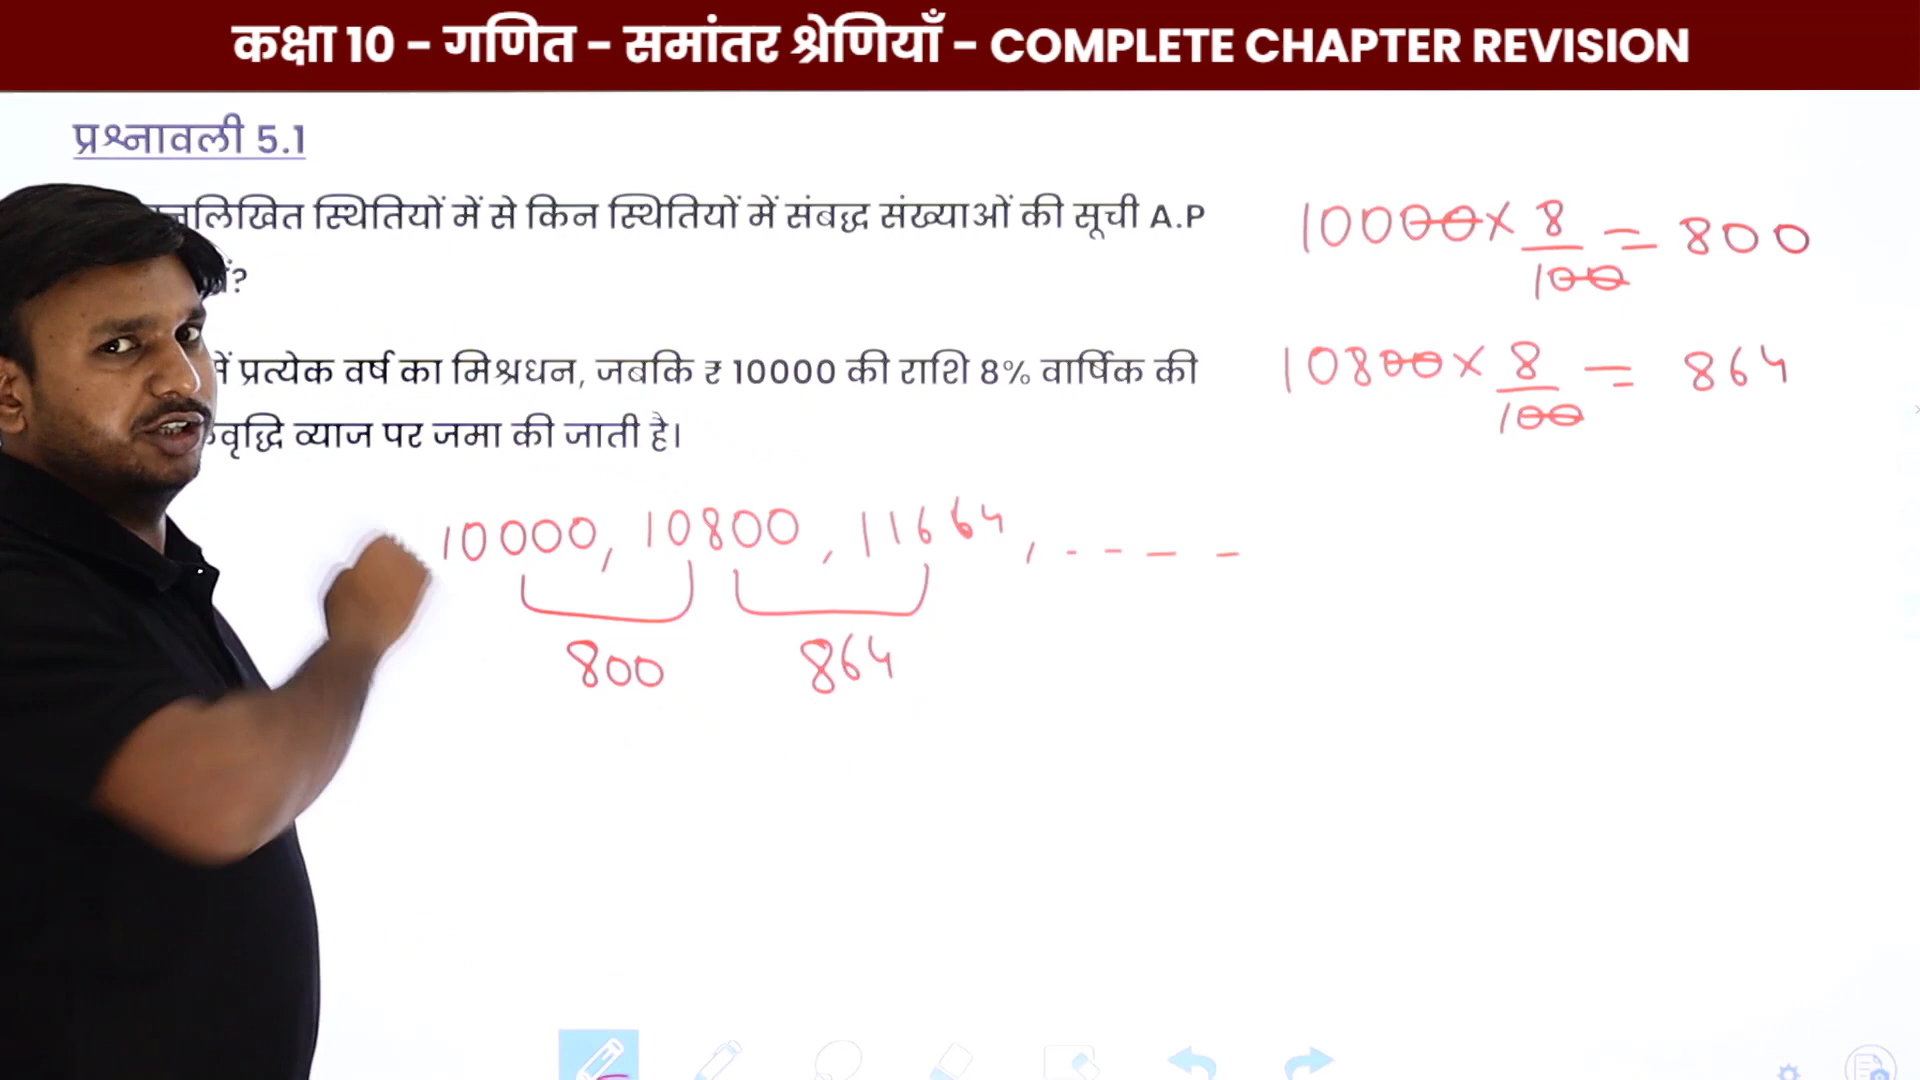 कक्षा 10 - गणित - समांतर श्रेणियाँ - COMPLETE CHAPTER REVISION
प्रश्नावली 5.1
स्थितियों में से किन स्थितियों में संबद्ध संख्याओं की सूची A.P
?
प्रत्येक वर्ष का मिश्रधन, जबकि ₹ 10000 की राशि 8% वार्षिक की
व्याज पर जमा की जाती है।
10000 × 8/100 = 800
10800 × 8/100 = 864
10000, 10800, 11664, - - - -
800 864